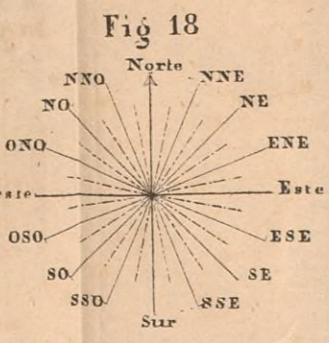 Fig 18
Norte
NNO NNE
NO NE
ONO ENE
Este
OSO ESE
SO SE
SSO SSE
Sur